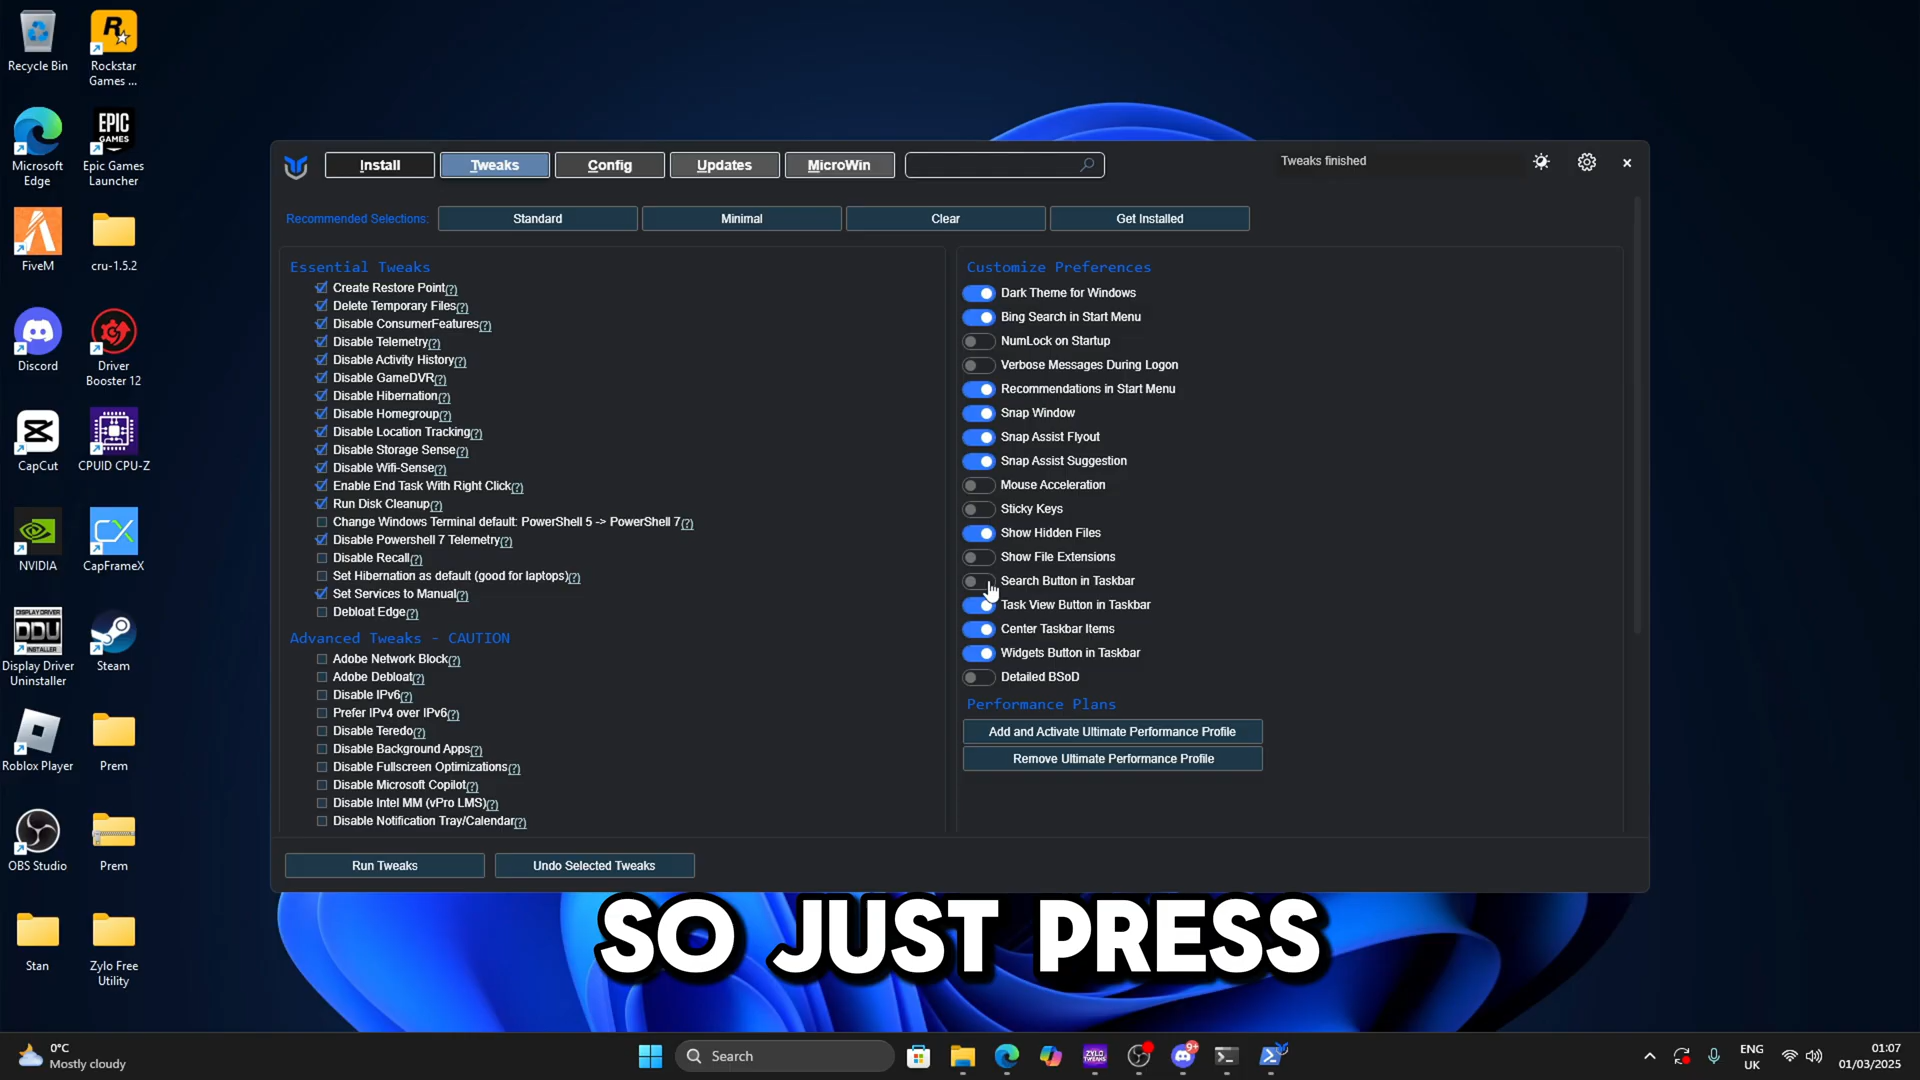 Recycle Bin
Rockstar
Games ...
Microsoft
Edge
Epic Games
Launcher
FiveM
cru-1.5.2
Discord
Driver
Booster 12
CapCut
CPUID CPU-Z
NVIDIA
CapFrameX
Display Driver
Uninstaller
Steam
Roblox Player
Prem
OBS Studio
Prem
Stan
Zylo Free
Utility
EPIC
GAMES
DDU
Install
Tweaks
Config
Updates
MicroWin
Tweaks finished
Recommended Selections:
Standard
Minimal
Clear
Get Installed
Essential Tweaks
Create Restore Point(?)
Delete Temporary Files(?)
Disable ConsumerFeatures(?)
Disable Telemetry(?)
Disable Activity History(?)
Disable GameDVR(?)
Disable Hibernation(?)
Disable Homegroup(?)
Disable Location Tracking(?)
Disable Storage Sense(?)
Disable Wifi-Sense(?)
Enable End Task With Right Click(?)
Run Disk Cleanup(?)
Change Windows Terminal default: PowerShell 5 -> PowerShell 7(?)
Disable Powershell 7 Telemetry(?)
Disable Recall(?)
Set Hibernation as default (good for laptops)(?)
Set Services to Manual(?)
Debloat Edge(?)
Advanced Tweaks - CAUTION
Adobe Network Block(?)
Adobe Debloat(?)
Disable IPv6(?)
Prefer IPv4 over IPv6(?)
Disable Teredo(?)
Disable Background Apps(?)
Disable Fullscreen Optimizations(?)
Disable Microsoft Copilot(?)
Disable Intel MM (vPro LMS)(?)
Disable Notification Tray/Calendar(?)
Customize Preferences
Dark Theme for Windows
Bing Search in Start Menu
NumLock on Startup
Verbose Messages During Logon
Recommendations in Start Menu
Snap Window
Snap Assist Flyout
Snap Assist Suggestion
Mouse Acceleration
Sticky Keys
Show Hidden Files
Show File Extensions
Search Button in Taskbar
Task View Button in Taskbar
Center Taskbar Items
Widgets Button in Taskbar
Detailed BSoD
Performance Plans
Add and Activate Ultimate Performance Profile
Remove Ultimate Performance Profile
Run Tweaks
Undo Selected Tweaks
SO JUST PRESS
0°C
Mostly cloudy
Search
ZYLO
TWEAKS
9+
ENG
UK
01:07
01/03/2025